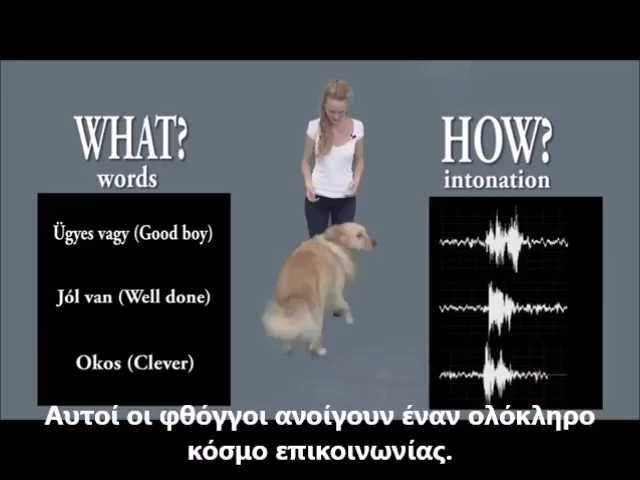 WHAT?
words
Ügyes vagy (Good boy)
Jól van (Well done)
Okos (Clever)
HOW?
intonation
Αυτοί οι φθόγγοι ανοίγουν έναν ολόκληρο
κόσμο επικοινωνίας.